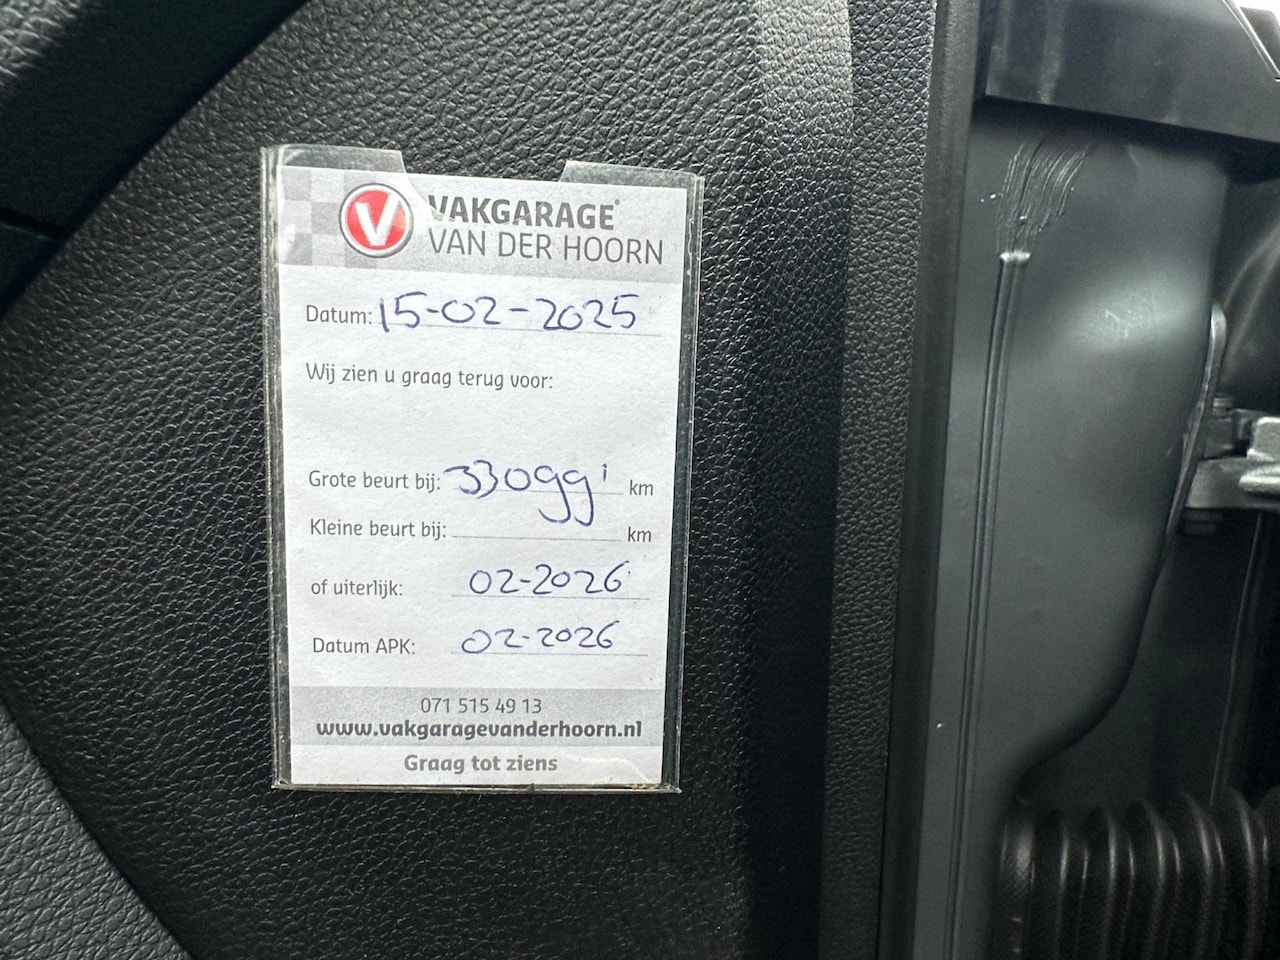 V VAKGARAGE®
VAN DER HOORN
Datum: 15-02-2025
Wij zien u graag terug voor:
Grote beurt bij: 33099 km
Kleine beurt bij: km
of uiterlijk: 02-2026
Datum APK: 02-2026
071 515 49 13
www.vakgaragevanderhoorn.nl
Graag tot ziens